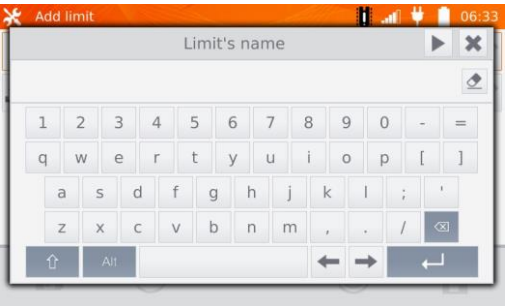 Add limit 06:33
Limit's name
1 2 3 4 5 6 7 8 9 0 - =
q w e r t y u i o p [ ]
a s d f g h j k l ; '
z x c v b n m , . /
Alt